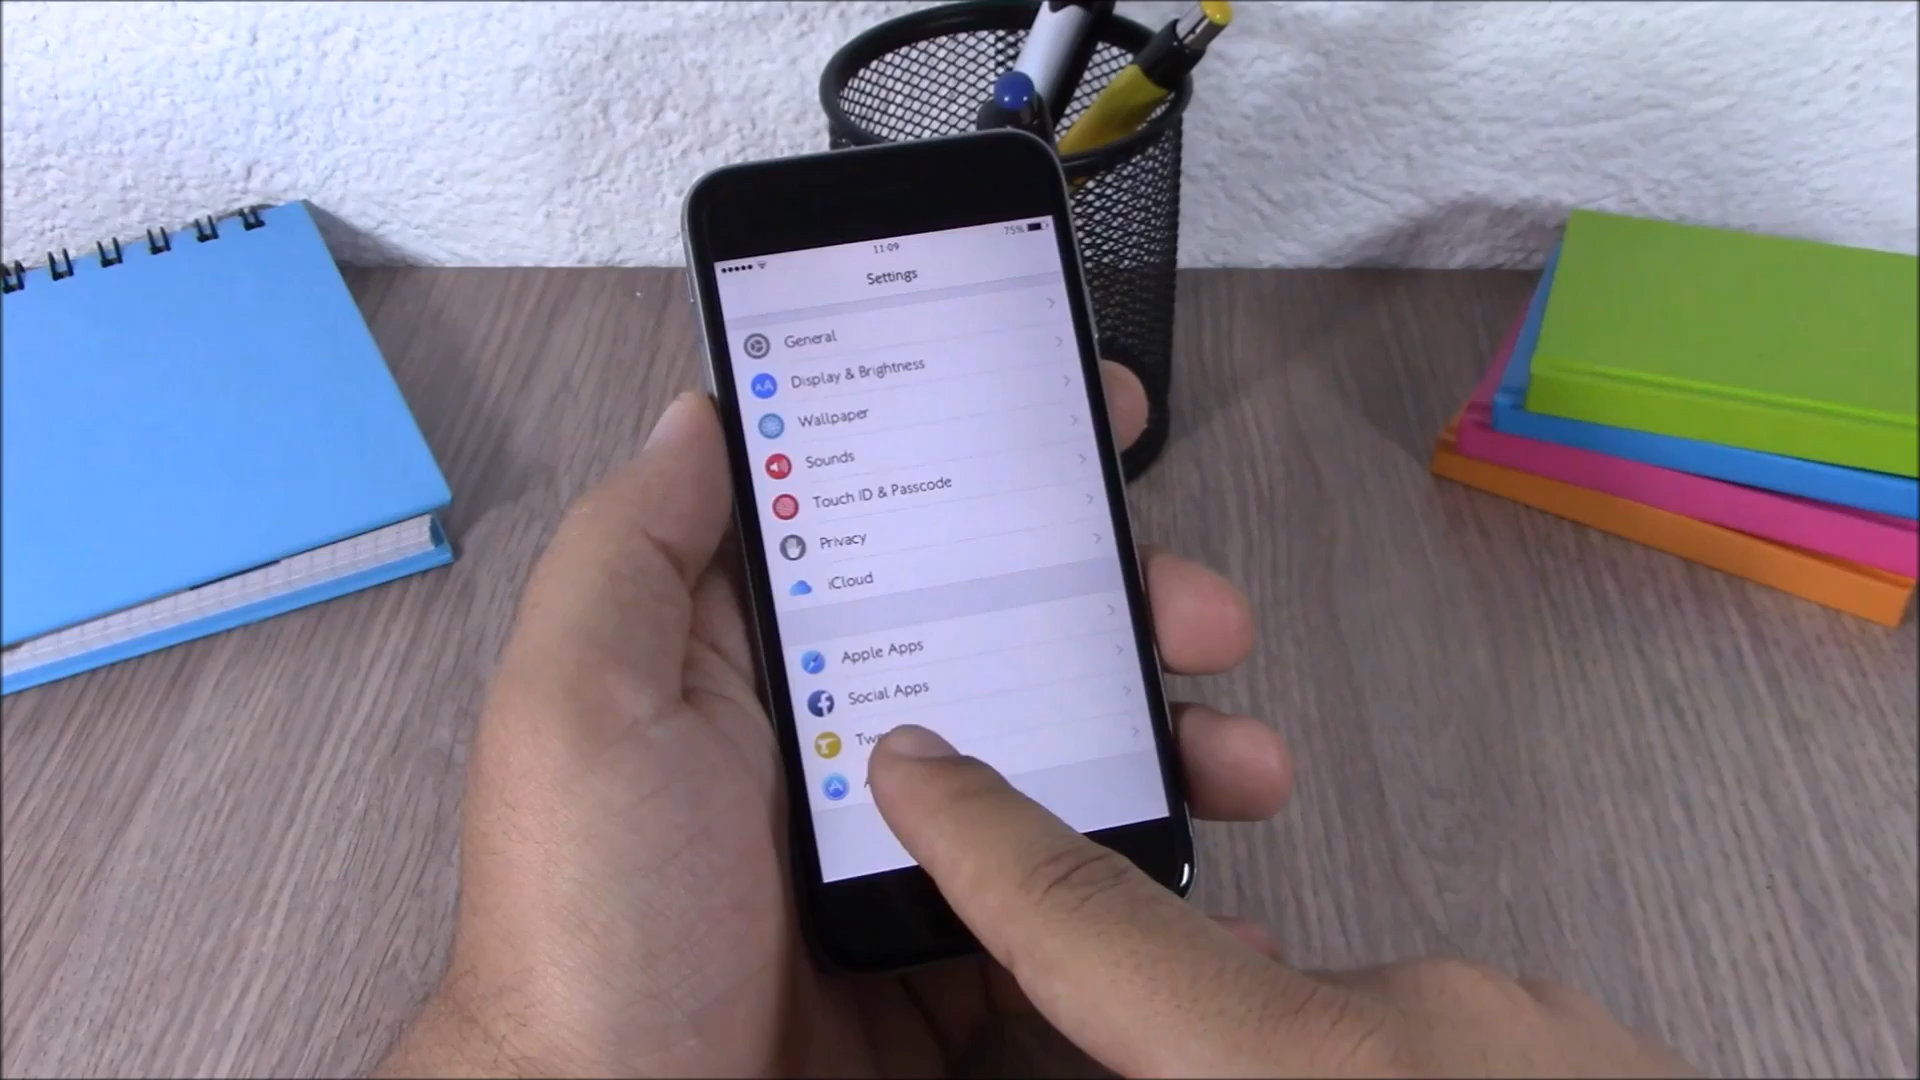 11:09
75%
Settings
General
Display & Brightness
Wallpaper
Sounds
Touch ID & Passcode
Privacy
iCloud
Apple Apps
Social Apps